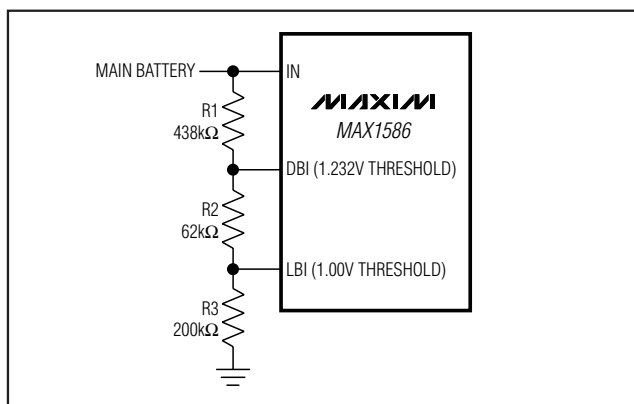 MAIN BATTERY
IN
MAXIM
MAX1586
R1
438kΩ
DBI (1.232V THRESHOLD)
R2
62kΩ
LBI (1.00V THRESHOLD)
R3
200kΩ